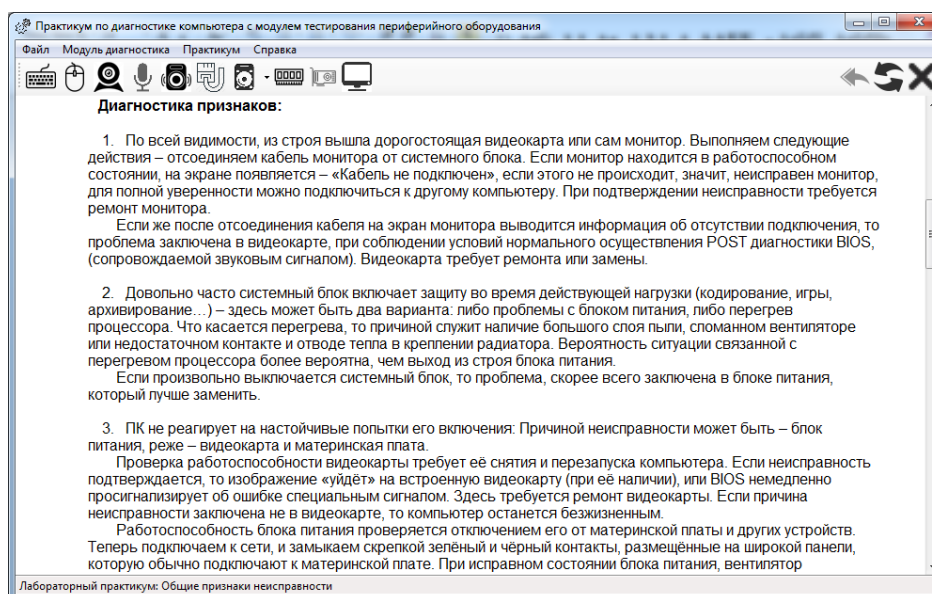 Практикум по диагностике компьютера с модулем тестирования периферийного оборудования
Файл Модуль диагностика Практикум Справка
Диагностика признаков:
1. По всей видимости, из строя вышла дорогостоящая видеокарта или сам монитор. Выполняем следующие
действия – отсоединяем кабель монитора от системного блока. Если монитор находится в работоспособном
состоянии, на экране появляется – «Кабель не подключен», если этого не происходит, значит, неисправен монитор,
для полной уверенности можно подключиться к другому компьютеру. При подтверждении неисправности требуется
ремонт монитора.
Если же после отсоединения кабеля на экран монитора выводится информация об отсутствии подключения, то
проблема заключена в видеокарте, при соблюдении условий нормального осуществления POST диагностики BIOS,
(сопровождаемой звуковым сигналом). Видеокарта требует ремонта или замены.
2. Довольно часто системный блок включает защиту во время действующей нагрузки (кодирование, игры,
архивирование…) – здесь может быть два варианта: либо проблемы с блоком питания, либо перегрев
процессора. Что касается перегрева, то причиной служит наличие большого слоя пыли, сломанном вентиляторе
или недостаточном контакте и отводе тепла в креплении радиатора. Вероятность ситуации связанной с
перегревом процессора более вероятна, чем выход из строя блока питания.
Если произвольно выключается системный блок, то проблема, скорее всего заключена в блоке питания,
который лучше заменить.
3. ПК не реагирует на настойчивые попытки его включения: Причиной неисправности может быть – блок
питания, реже – видеокарта и материнская плата.
Проверка работоспособности видеокарты требует её снятия и перезапуска компьютера. Если неисправность
подтверждается, то изображение «уйдёт» на встроенную видеокарту (при её наличии), или BIOS немедленно
просигнализирует об ошибке специальным сигналом. Здесь требуется ремонт видеокарты. Если причина
неисправности заключена не в видеокарте, то компьютер останется безжизненным.
Работоспособность блока питания проверяется отключением его от материнской платы и других устройств.
Теперь подключаем к сети, и замыкаем скрепкой зелёный и чёрный контакты, размещённые на широкой панели,
которую обычно подключают к материнской плате. При исправном состоянии блока питания, вентилятор
Лабораторный практикум: Общие признаки неисправности